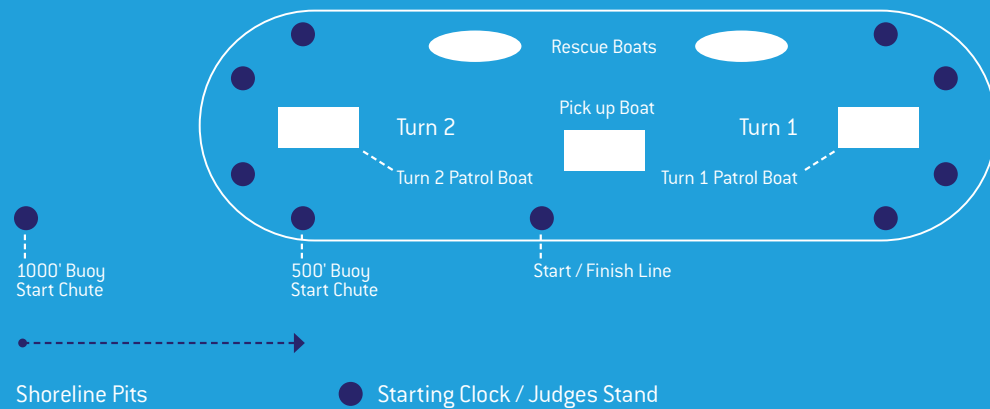 Rescue Boats
Pick up Boat
Turn 2
Turn 1
Turn 2 Patrol Boat
Turn 1 Patrol Boat
1000' Buoy
Start Chute
500' Buoy
Start Chute
Start / Finish Line
Shoreline Pits
Starting Clock / Judges Stand